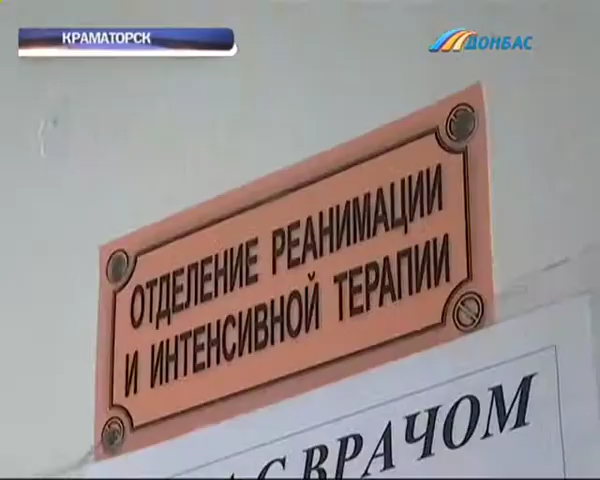 КРАМАТОРСК
ДОНБАС
ОТДЕЛЕНИЕ РЕАНИМАЦИИ
И ИНТЕНСИВНОЙ ТЕРАПИИ
С ВРАЧОМ